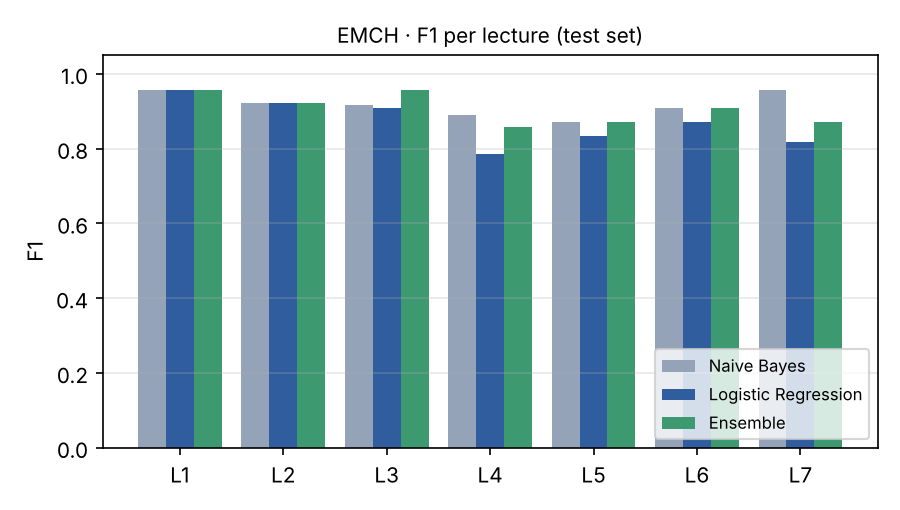 EMCH · F1 per lecture (test set)
F1
1.0
0.8
0.6
0.4
0.2
0.0
L1 L2 L3 L4 L5 L6 L7
Naive Bayes
Logistic Regression
Ensemble